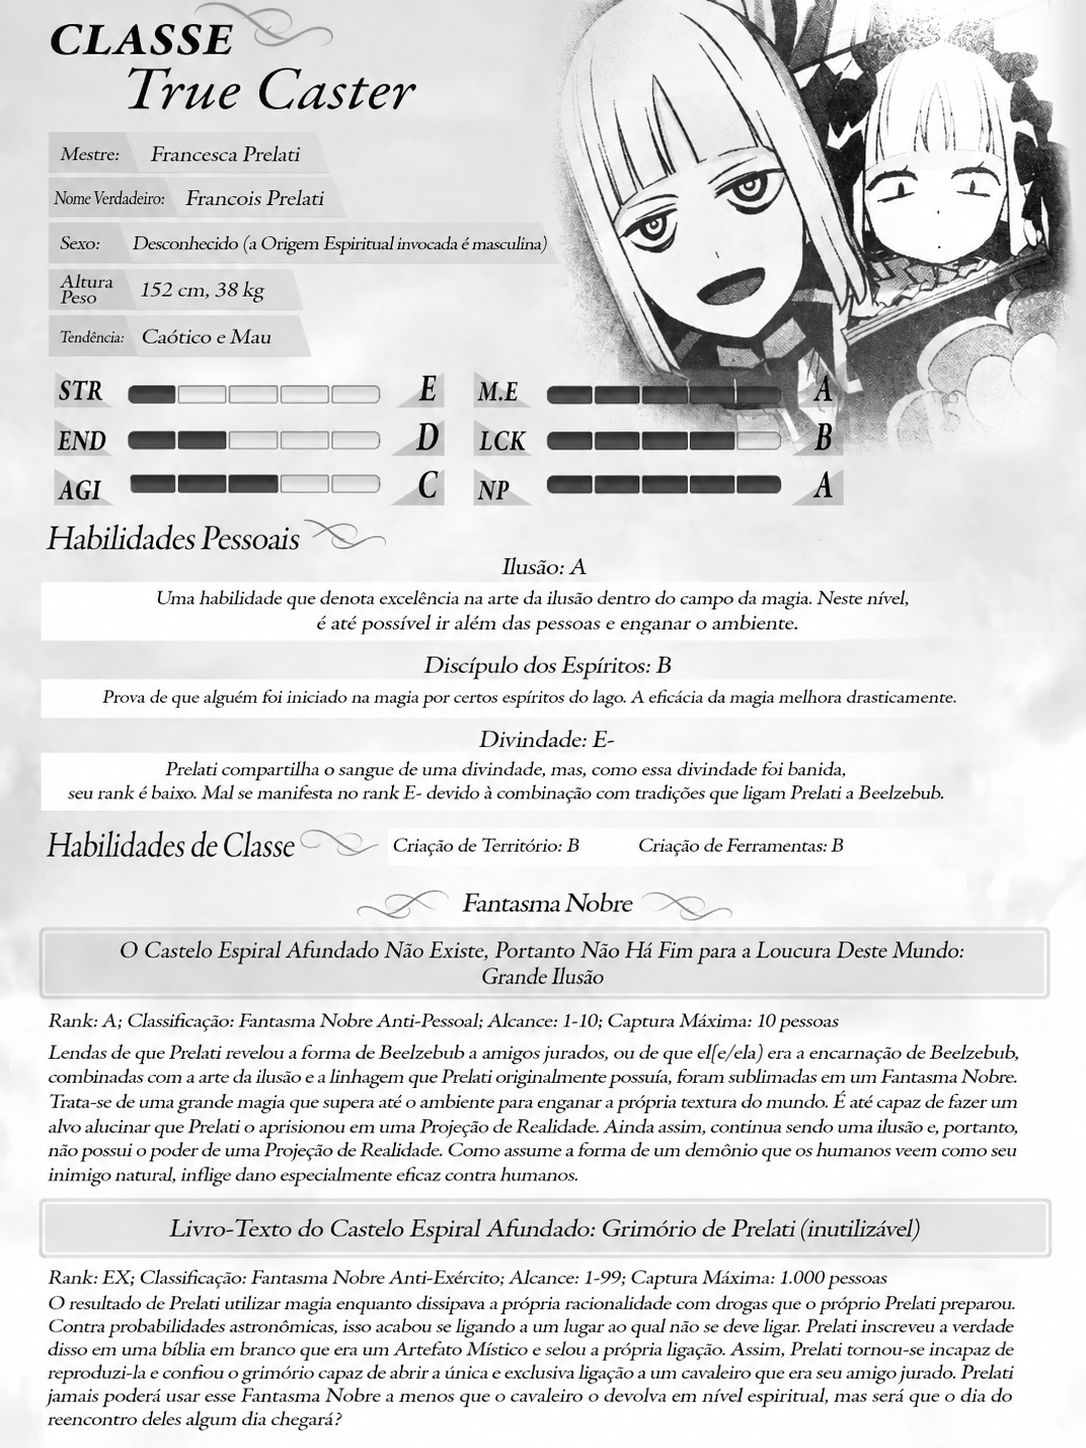 CLASSE
True Caster
Mestre: Francesca Prelati
Nome Verdadeiro: Francois Prelati
Sexo: Desconhecido (a Origem Espiritual invocada é masculina)
Altura
Peso
152 cm, 38 kg
Tendência: Caótico e Mau
STR E M.E A
END D LCK B
AGI C NP A
Habilidades Pessoais
Ilusão: A
Uma habilidade que denota excelência na arte da ilusão dentro do campo da magia. Neste nível,
é até possível ir além das pessoas e enganar o ambiente.
Discípulo dos Espíritos: B
Prova de que alguém foi iniciado na magia por certos espíritos do lago. A eficácia da magia melhora drasticamente.
Divindade: E-
Prelati compartilha o sangue de uma divindade, mas, como essa divindade foi banida,
seu rank é baixo. Mal se manifesta no rank E- devido à combinação com tradições que ligam Prelati a Beelzebub.
Habilidades de Classe Criação de Território: B Criação de Ferramentas: B
Fantasma Nobre
O Castelo Espiral Afundado Não Existe, Portanto Não Há Fim para a Loucura Deste Mundo:
Grande Ilusão
Rank: A; Classificação: Fantasma Nobre Anti-Pessoal; Alcance: 1-10; Captura Máxima: 10 pessoas
Lendas de que Prelati revelou a forma de Beelzebub a amigos jurados, ou de que el[e/ela) era a encarnação de Beelzebub,
combinadas com a arte da ilusão e a linhagem que Prelati originalmente possuía, foram sublimadas em um Fantasma Nobre.
Trata-se de uma grande magia que supera até o ambiente para enganar a própria textura do mundo. É até capaz de fazer um
alvo alucinar que Prelati o aprisionou em uma Projeção de Realidade. Ainda assim, continua sendo uma ilusão e, portanto,
não possui o poder de uma Projeção de Realidade. Como assume a forma de um demônio que os humanos veem como seu
inimigo natural, inflige dano especialmente eficaz contra humanos.
Livro-Texto do Castelo Espiral Afundado: Grimório de Prelati (inutilizável)
Rank: EX; Classificação: Fantasma Nobre Anti-Exército; Alcance: 1-99; Captura Máxima: 1.000 pessoas
O resultado de Prelati utilizar magia enquanto dissipava a própria racionalidade com drogas que o próprio Prelati preparou.
Contra probabilidades astronômicas, isso acabou se ligando a um lugar ao qual não se deve ligar. Prelati inscreveu a verdade
disso em uma bíblia em branco que era um Artefato Místico e selou a própria ligação. Assim, Prelati tornou-se incapaz de
reproduzi-la e confiou o grimório capaz de abrir a única e exclusiva ligação a um cavaleiro que era seu amigo jurado. Prelati
jamais poderá usar esse Fantasma Nobre a menos que o cavaleiro o devolva em nível espiritual, mas será que o dia do
reencontro deles algum dia chegará?